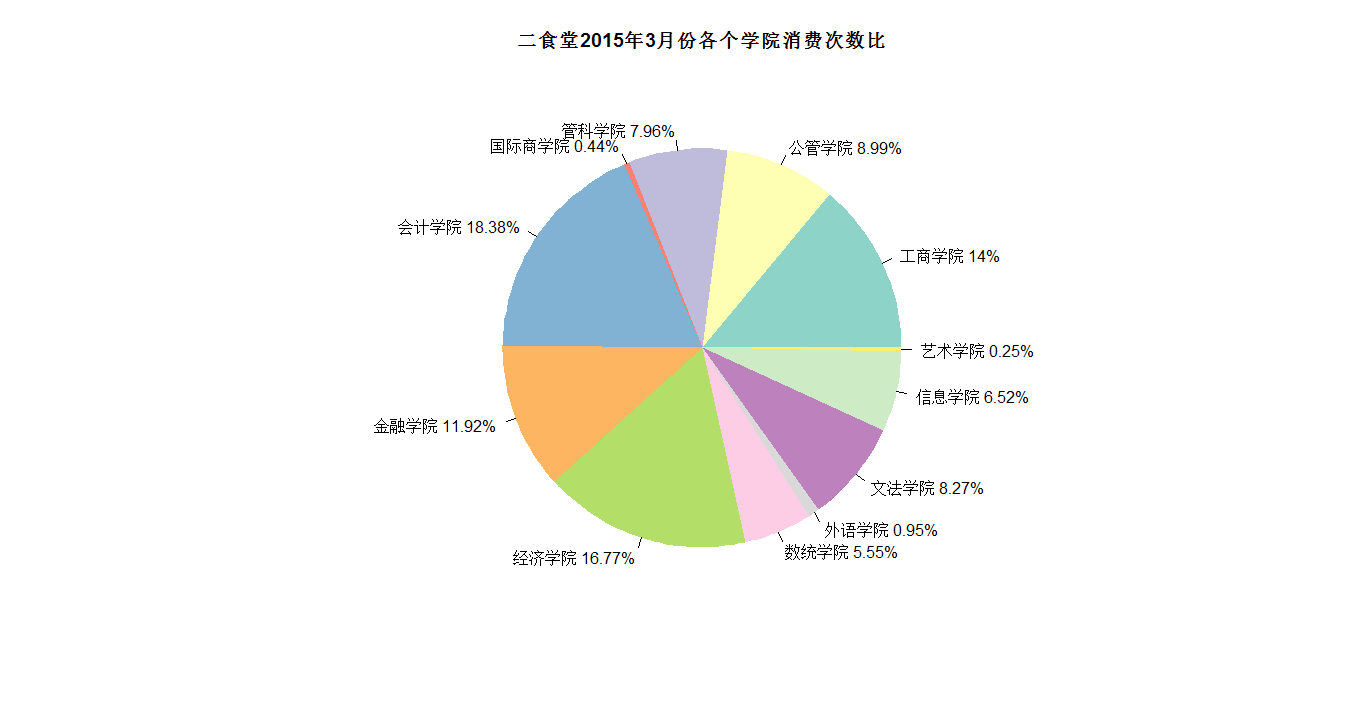 二食堂2015年3月份各个学院消费次数比
管科学院 7.96%
国际商学院 0.44%
公管学院 8.99%
会计学院 18.38%
工商学院 14%
艺术学院 0.25%
信息学院 6.52%
金融学院 11.92%
文法学院 8.27%
外语学院 0.95%
数统学院 5.55%
经济学院 16.77%